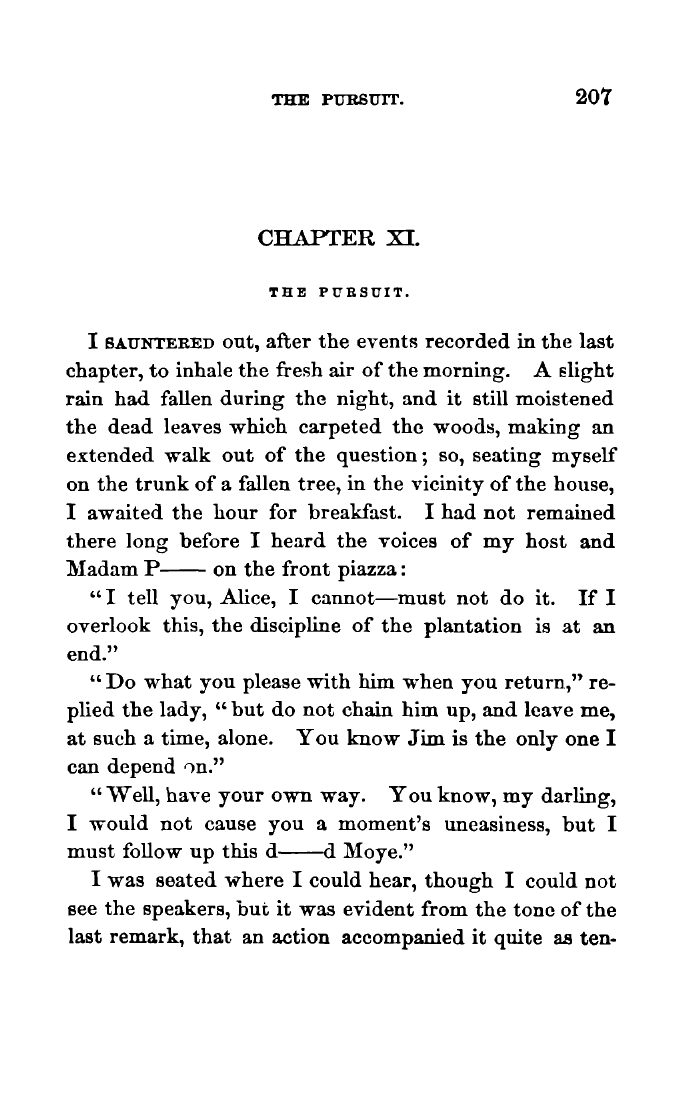 THE PURSUIT. 207
CHAPTER XI.
THE PURSUIT.
I SAUNTERED out, after the events recorded in the last
chapter, to inhale the fresh air of the morning. A slight
rain had fallen during the night, and it still moistened
the dead leaves which carpeted the woods, making an
extended walk out of the question; so, seating myself
on the trunk of a fallen tree, in the vicinity of the house,
I awaited the hour for breakfast. I had not remained
there long before I heard the voices of my host and
Madam P—— on the front piazza:
“I tell you, Alice, I cannot—must not do it. If I
overlook this, the discipline of the plantation is at an
end.”
“Do what you please with him when you return,” re-
plied the lady, “but do not chain him up, and leave me,
at such a time, alone. You know Jim is the only one I
can depend on.”
“Well, have your own way. You know, my darling,
I would not cause you a moment's uneasiness, but I
must follow up this d——d Moye.”
I was seated where I could hear, though I could not
see the speakers, but it was evident from the tone of the
last remark, that an action accompanied it quite as ten-